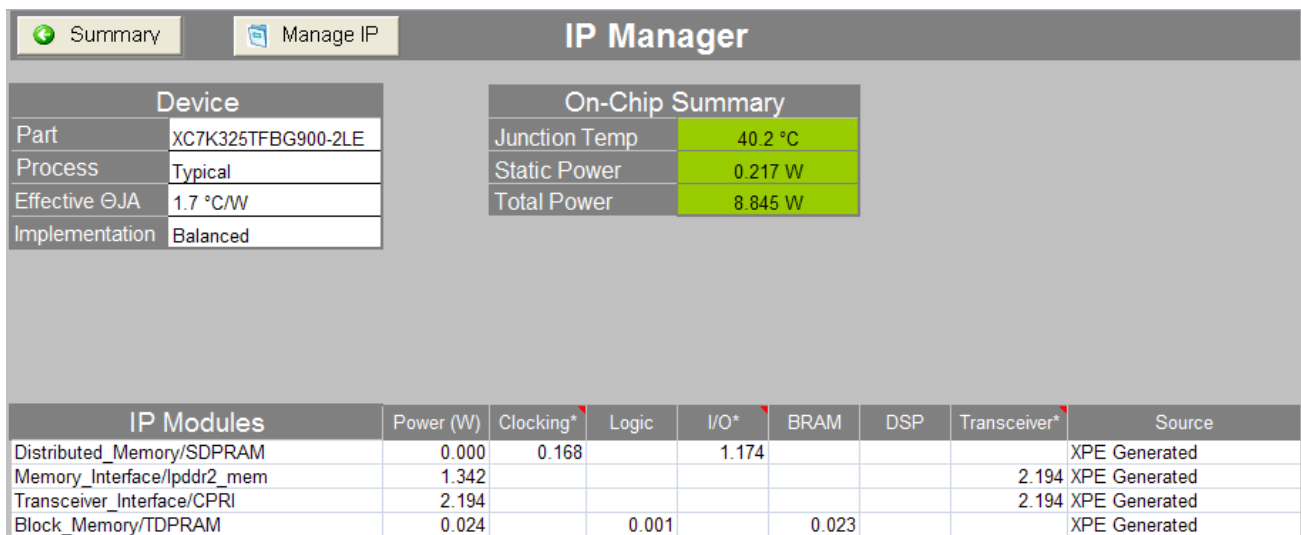 Summary Manage IP IP Manager
Device
Part XC7K325TFBG900-2LE
Process Typical
Effective ΘJA 1.7 °C/W
Implementation Balanced
On-Chip Summary
Junction Temp 40.2 °C
Static Power 0.217 W
Total Power 8.845 W
IP Modules Power (W) Clocking* Logic I/O* BRAM DSP Transceiver* Source
Distributed_Memory/SDPRAM 0.000 0.168 1.174 XPE Generated
Memory_Interface/lpddr2_mem 1.342 2.194 XPE Generated
Transceiver_Interface/CPRI 2.194 2.194 XPE Generated
Block_Memory/TDPRAM 0.024 0.001 0.023 XPE Generated